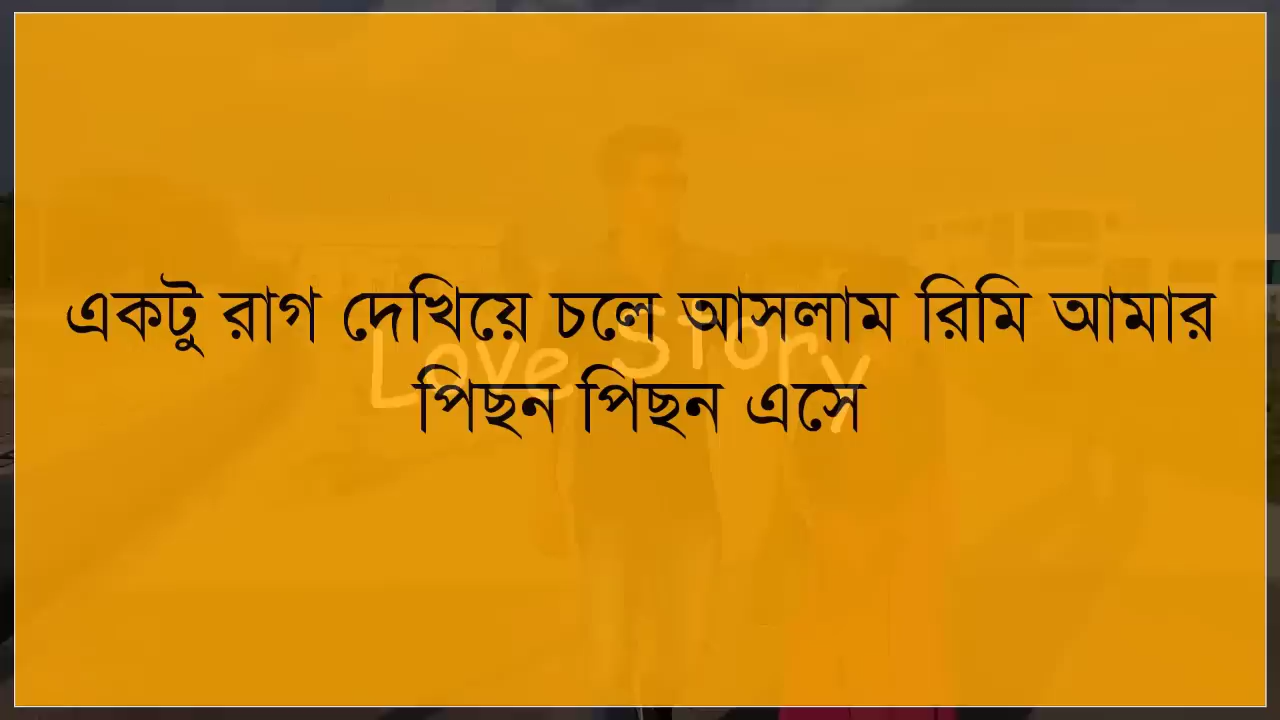 একটু রাগ দেখিয়ে চলে আসলাম রিমি আমার
পিছন পিছন এসে
Love Story